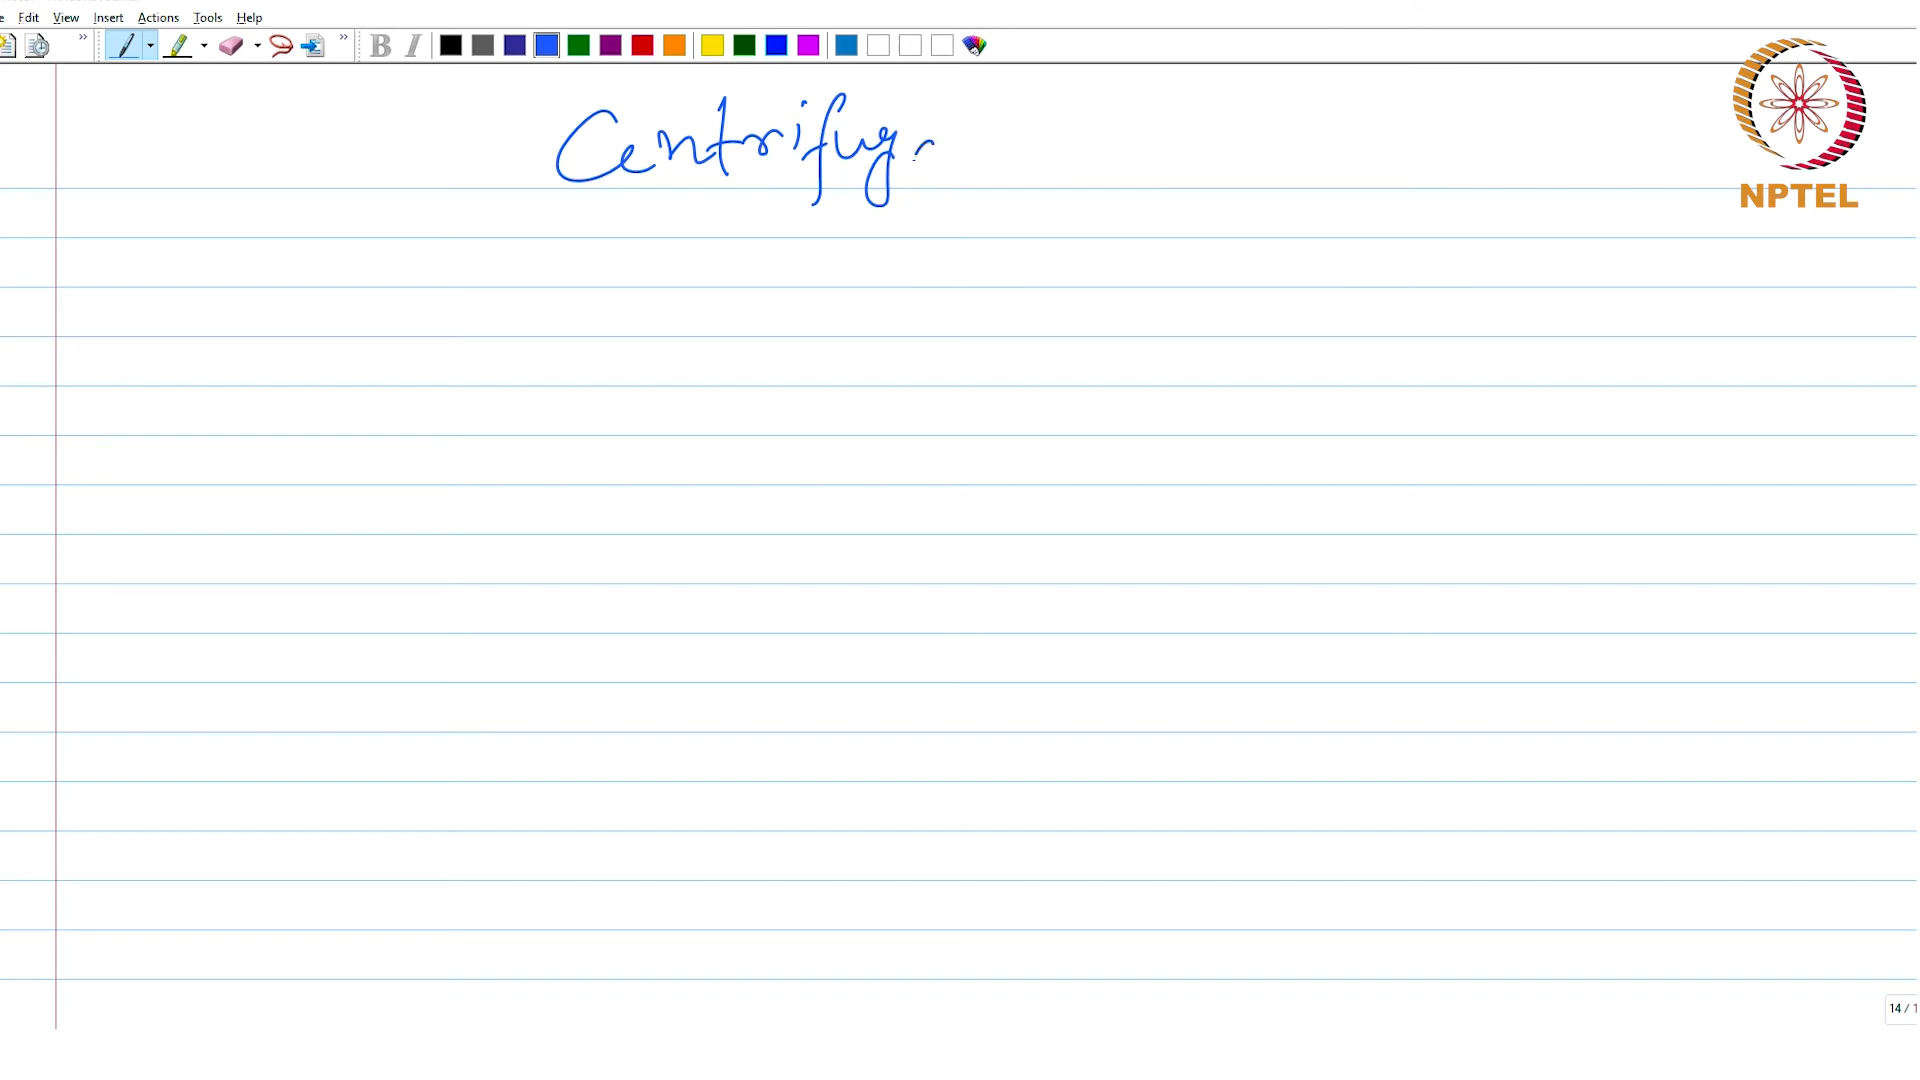 Edit View Insert Actions Tools Help
B I
Centrifug
NPTEL
14 / 1